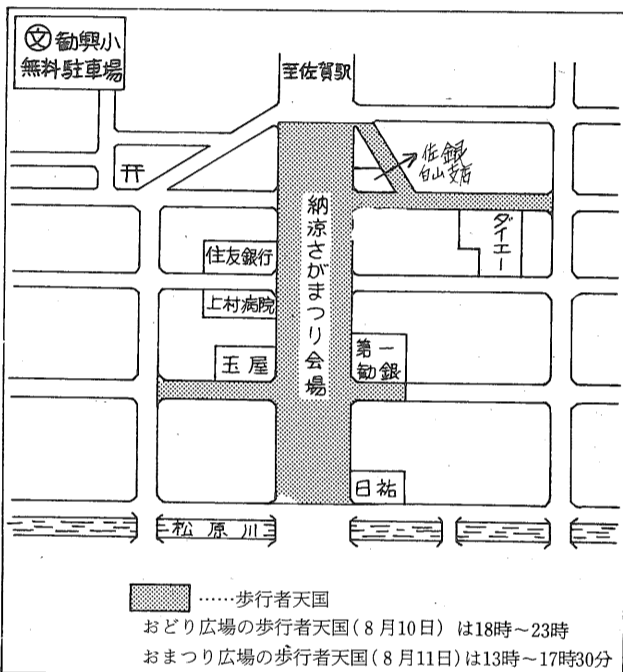 文 勧興小
無料駐車場
至佐賀駅
佐銀
白山支店
納涼さがまつり会場
ダイエー
住友銀行
上村病院
玉屋
第一
勧銀
日祐
松原川
……歩行者天国
おどり広場の歩行者天国(8月10日) は18時～23時
おまつり広場の歩行者天国(8月11日)は13時～17時30分